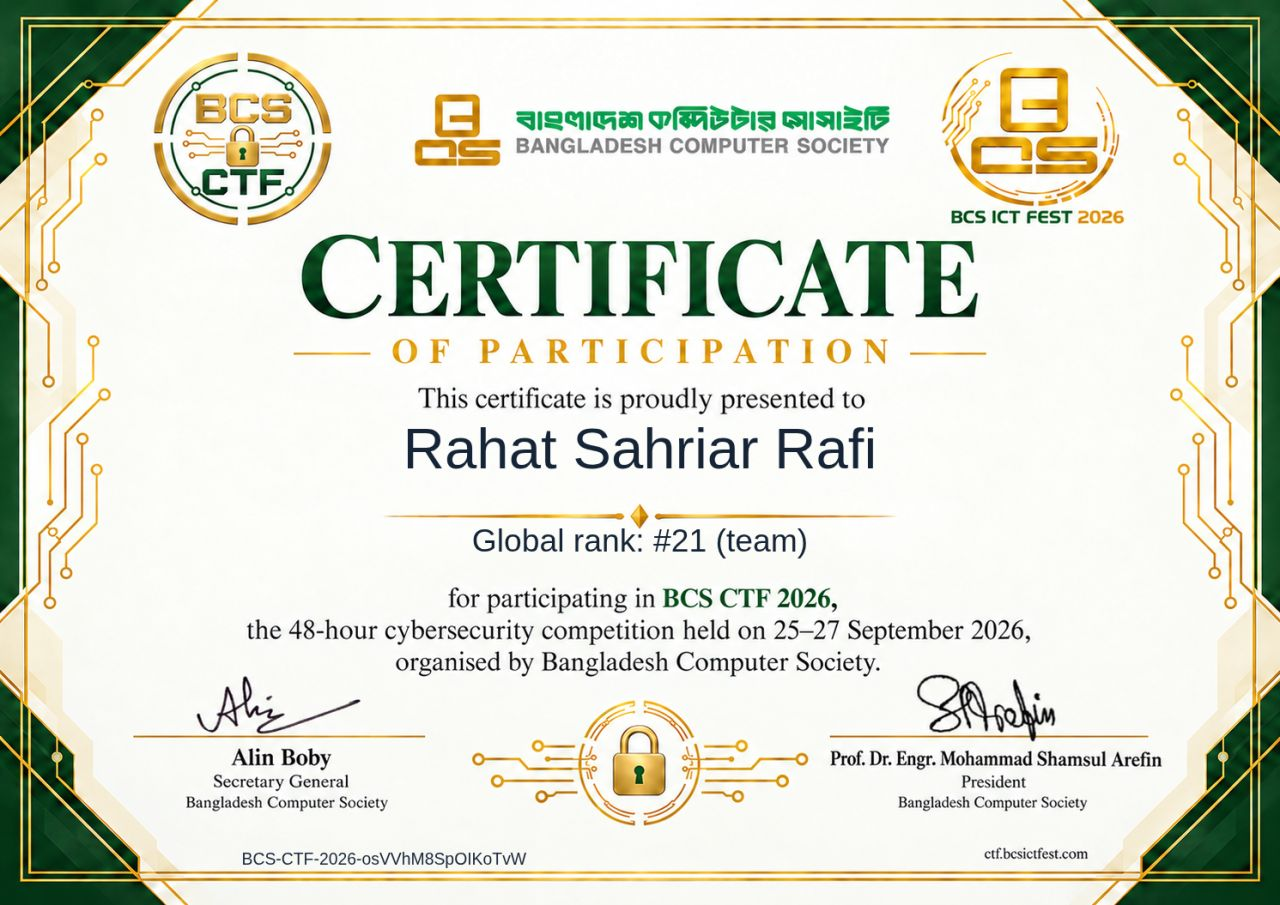 BCS
CTF
বাংলাদেশ কম্পিউটার সোসাইটি
BANGLADESH COMPUTER SOCIETY
BCS
BCS
BCS ICT FEST 2026
CERTIFICATE
OF PARTICIPATION
This certificate is proudly presented to
Rahat Sahriar Rafi
Global rank: #21 (team)
for participating in BCS CTF 2026,
the 48-hour cybersecurity competition held on 25–27 September 2026,
organised by Bangladesh Computer Society.
Alin Boby
Secretary General
Bangladesh Computer Society
Prof. Dr. Engr. Mohammad Shamsul Arefin
President
Bangladesh Computer Society
BCS-CTF-2026-osVVhM8SpOIKoTvW
ctf.bcsictfest.com